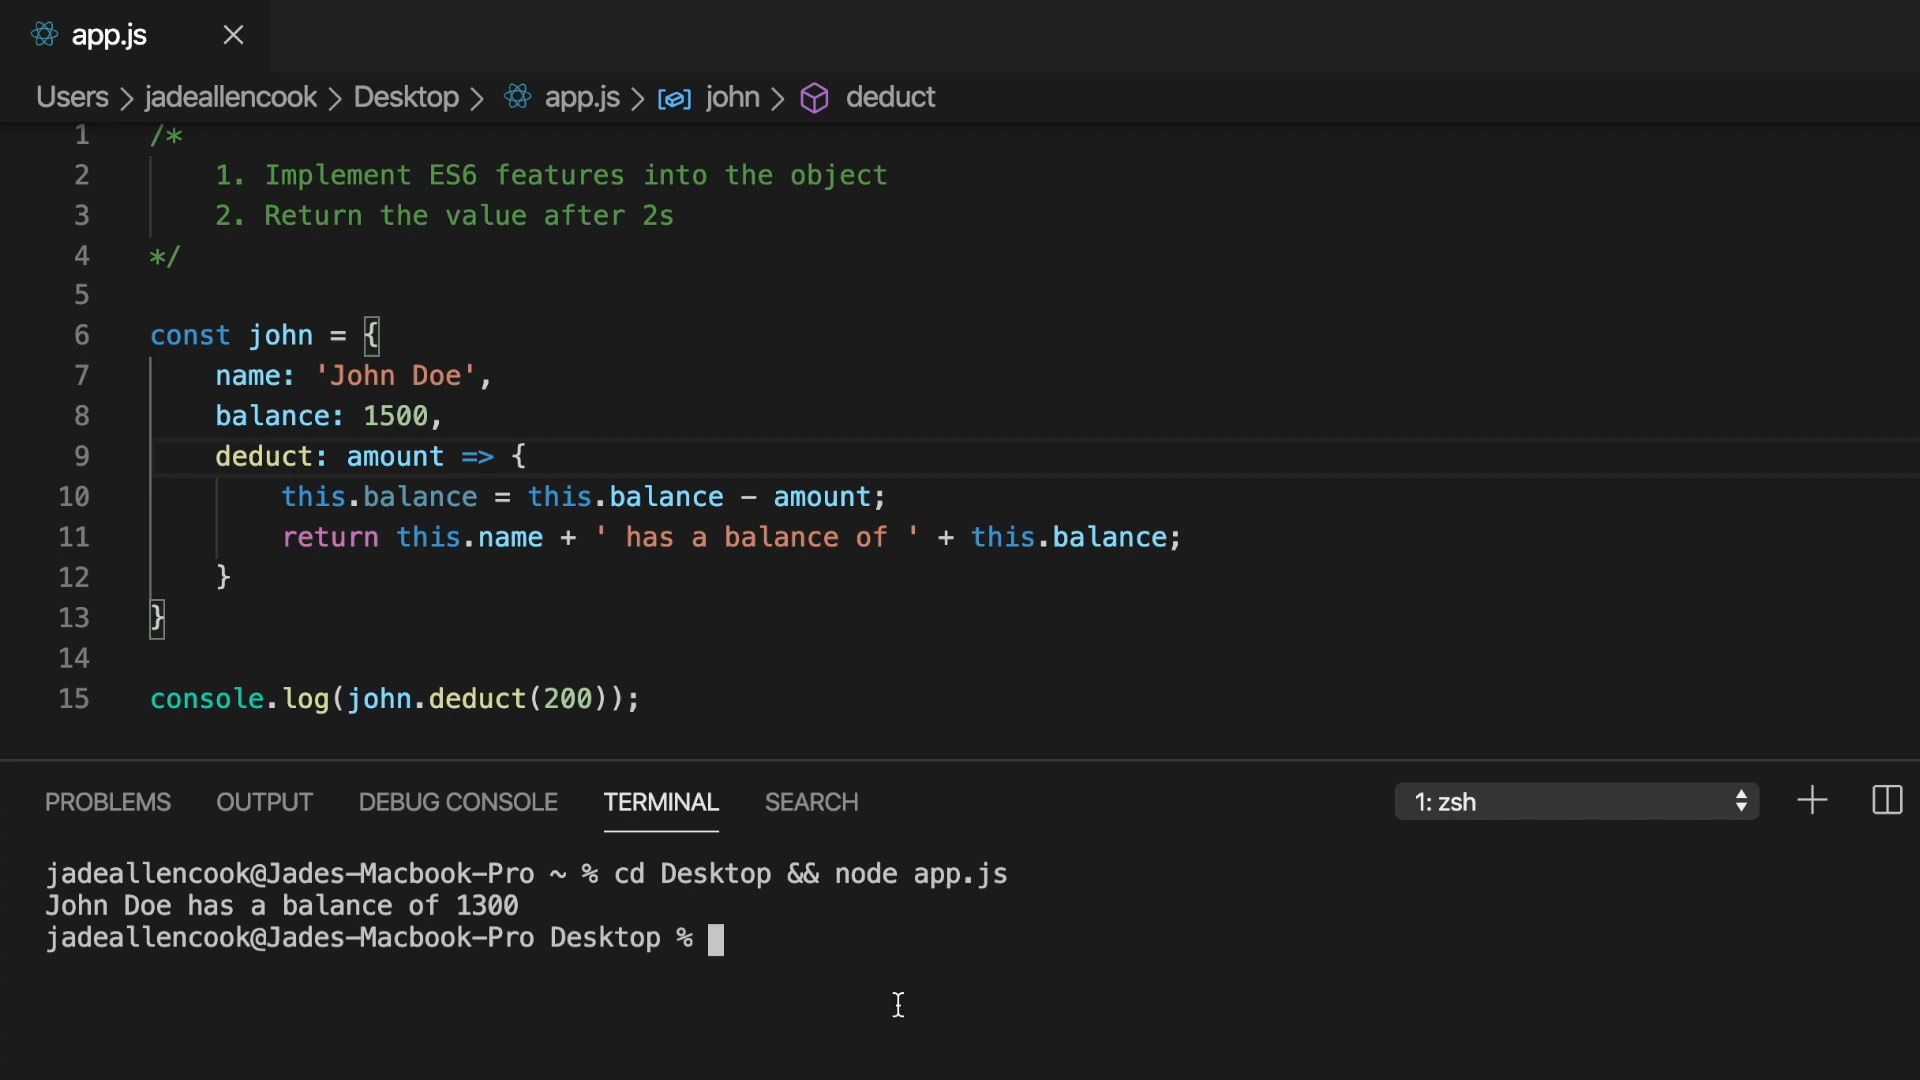 app.js
Users > jadeallencook > Desktop > app.js > john > deduct
1 /*
2 1. Implement ES6 features into the object
3 2. Return the value after 2s
4 */
5
6 const john = {
7 name: 'John Doe',
8 balance: 1500,
9 deduct: amount => {
10 this.balance = this.balance - amount;
11 return this.name + ' has a balance of ' + this.balance;
12 }
13 }
14
15 console.log(john.deduct(200));
PROBLEMS OUTPUT DEBUG CONSOLE TERMINAL SEARCH 1: zsh
jadeallencook@Jades-Macbook-Pro ~ % cd Desktop && node app.js
John Doe has a balance of 1300
jadeallencook@Jades-Macbook-Pro Desktop %